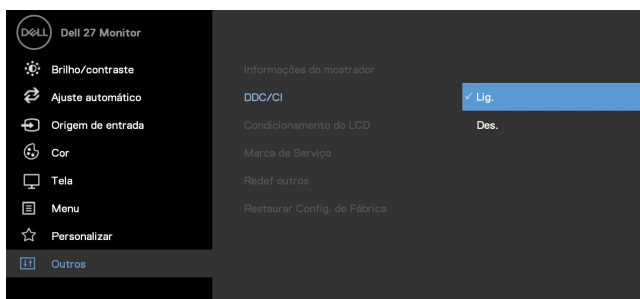 DELL
Dell 27 Monitor
Brilho/contraste
Ajuste automático
Origem de entrada
Cor
Tela
Menu
Personalizar
Outros
Informações do mostrador
DDC/CI
Condicionamento do LCD
Marca de Serviço
Redef outros
Restaurar Config. de Fábrica
✓ Lig.
Des.